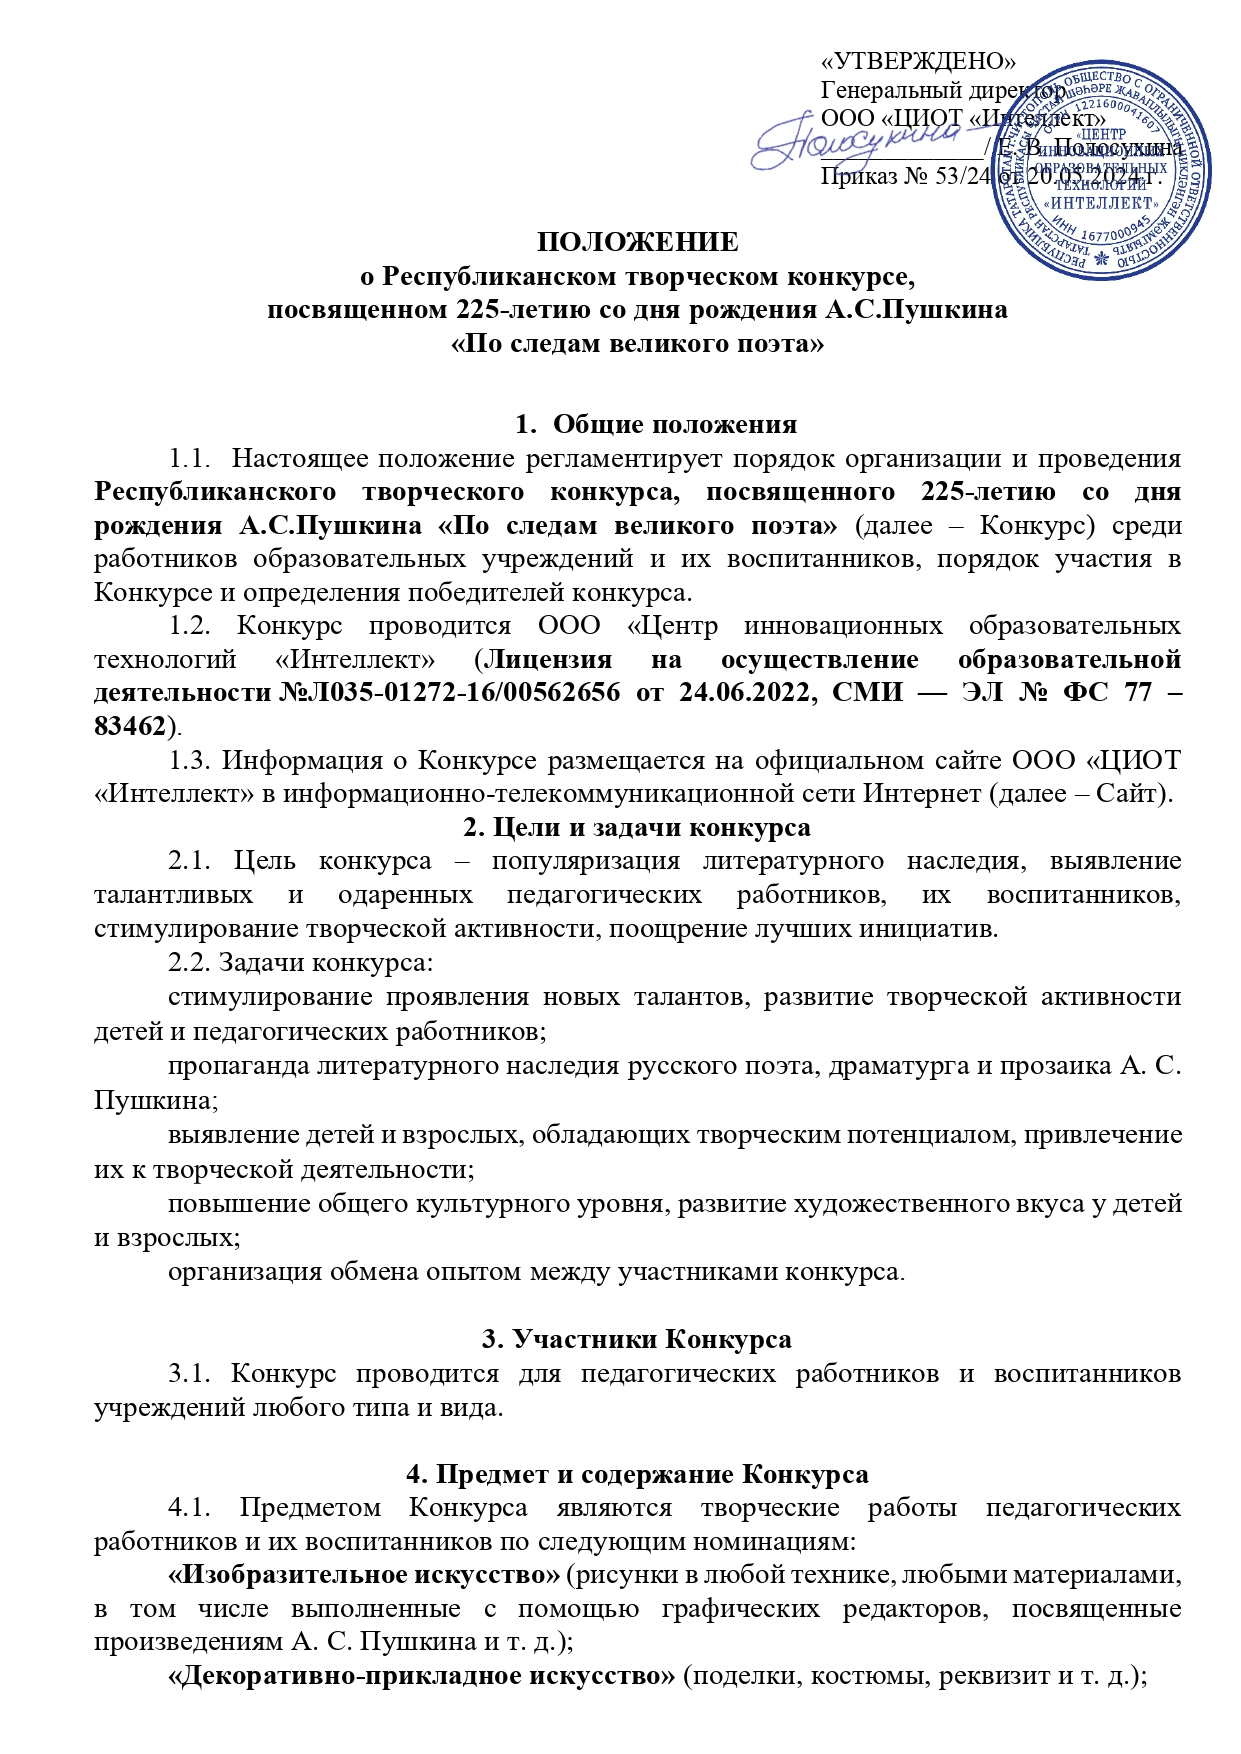 «УТВЕРЖДЕНО»
Генеральный директор
ООО «ЦИОТ «Интеллект»
Полосухина
_____________/ Е. В. Полосухина
Приказ № 53/24 от 20.05.2024 г.
ОГРН 1221600041607
«ЦЕНТР
ИННОВАЦИОННЫХ
ОБРАЗОВАТЕЛЬНЫХ
ТЕХНОЛОГИЙ
«ИНТЕЛЛЕКТ»
ИНН 1677000945
ПОЛОЖЕНИЕ
о Республиканском творческом конкурсе,
посвященном 225-летию со дня рождения А.С.Пушкина
«По следам великого поэта»
1. Общие положения
1.1. Настоящее положение регламентирует порядок организации и проведения
Республиканского творческого конкурса, посвященного 225-летию со дня
рождения А.С.Пушкина «По следам великого поэта» (далее – Конкурс) среди
работников образовательных учреждений и их воспитанников, порядок участия в
Конкурсе и определения победителей конкурса.
1.2. Конкурс проводится ООО «Центр инновационных образовательных
технологий «Интеллект» (Лицензия на осуществление образовательной
деятельности №Л035-01272-16/00562656 от 24.06.2022, СМИ — ЭЛ № ФС 77 –
83462).
1.3. Информация о Конкурсе размещается на официальном сайте ООО «ЦИОТ
«Интеллект» в информационно-телекоммуникационной сети Интернет (далее – Сайт).
2. Цели и задачи конкурса
2.1. Цель конкурса – популяризация литературного наследия, выявление
талантливых и одаренных педагогических работников, их воспитанников,
стимулирование творческой активности, поощрение лучших инициатив.
2.2. Задачи конкурса:
стимулирование проявления новых талантов, развитие творческой активности
детей и педагогических работников;
пропаганда литературного наследия русского поэта, драматурга и прозаика А. С.
Пушкина;
выявление детей и взрослых, обладающих творческим потенциалом, привлечение
их к творческой деятельности;
повышение общего культурного уровня, развитие художественного вкуса у детей
и взрослых;
организация обмена опытом между участниками конкурса.
3. Участники Конкурса
3.1. Конкурс проводится для педагогических работников и воспитанников
учреждений любого типа и вида.
4. Предмет и содержание Конкурса
4.1. Предметом Конкурса являются творческие работы педагогических
работников и их воспитанников по следующим номинациям:
«Изобразительное искусство» (рисунки в любой технике, любыми материалами,
в том числе выполненные с помощью графических редакторов, посвященные
произведениям А. С. Пушкина и т. д.);
«Декоративно-прикладное искусство» (поделки, костюмы, реквизит и т. д.);